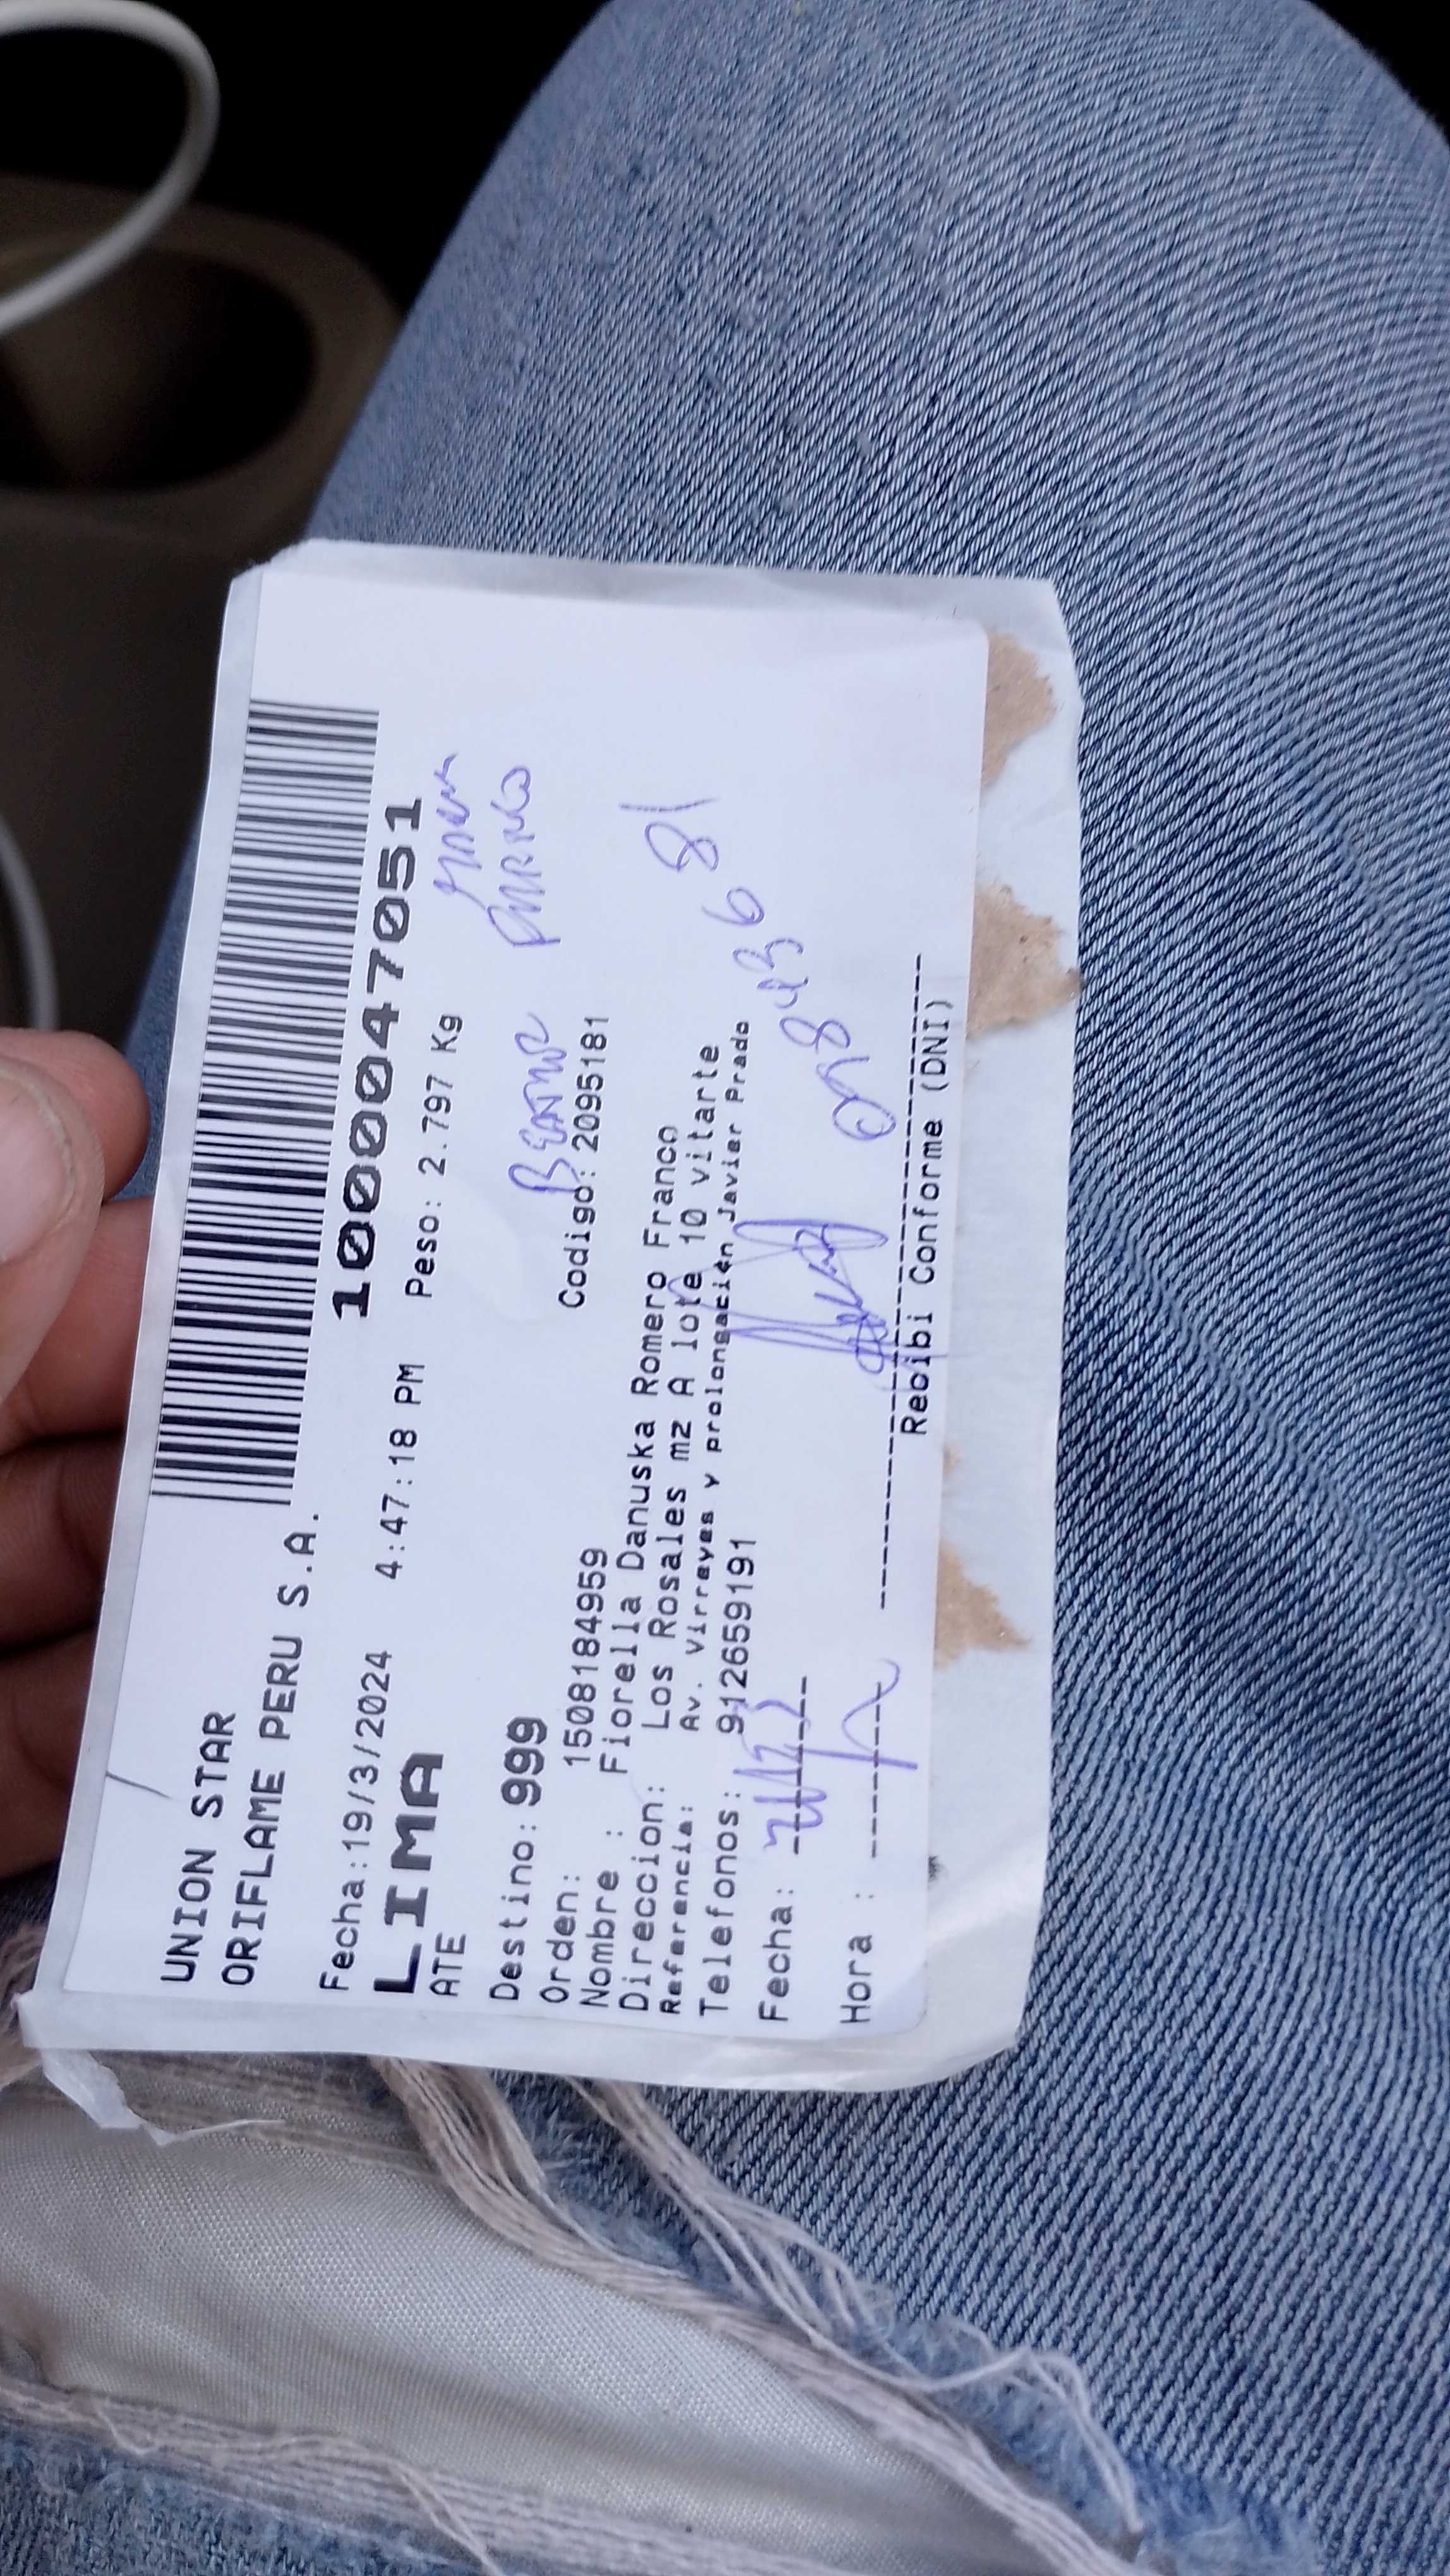 UNION STAR
ORIFLAME PERU S.A.
1000047051
Fecha:19/3/2024 4:47:18 PM Peso: 2.797 Kg
LIMA
ATE
Destino: 999
Orden: 1508184959 Codigo: 2095181
Nombre : Fiorella Danuska Romero Franco
Direccion: Los Rosales mz A lote 10 vitarte
Referencia: Av. Virreyes y prolongación Javier Prado
Telefonos: 912659191
Fecha:
Hora :
Recibi Conforme (DNI)